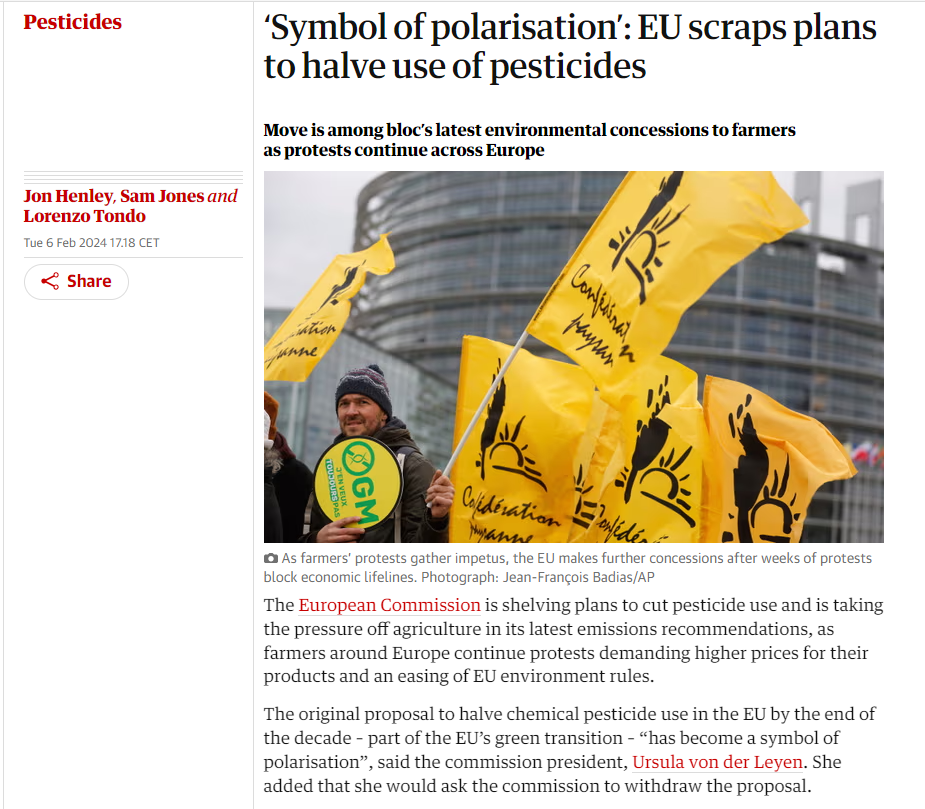 Pesticides
‘Symbol of polarisation’: EU scraps plans
to halve use of pesticides
Move is among bloc’s latest environmental concessions to farmers
as protests continue across Europe
Jon Henley, Sam Jones and
Lorenzo Tondo
Tue 6 Feb 2024 17.18 CET
Share
Confédérat
paysan
ération
anne
OGM
J'EN VEUX
TOUJOURS PAS
Confédération
paysanne
Confédér
As farmers’ protests gather impetus, the EU makes further concessions after weeks of protests
block economic lifelines. Photograph: Jean-François Badias/AP
The European Commission is shelving plans to cut pesticide use and is taking
the pressure off agriculture in its latest emissions recommendations, as
farmers around Europe continue protests demanding higher prices for their
products and an easing of EU environment rules.
The original proposal to halve chemical pesticide use in the EU by the end of
the decade – part of the EU’s green transition – “has become a symbol of
polarisation”, said the commission president, Ursula von der Leyen. She
added that she would ask the commission to withdraw the proposal.